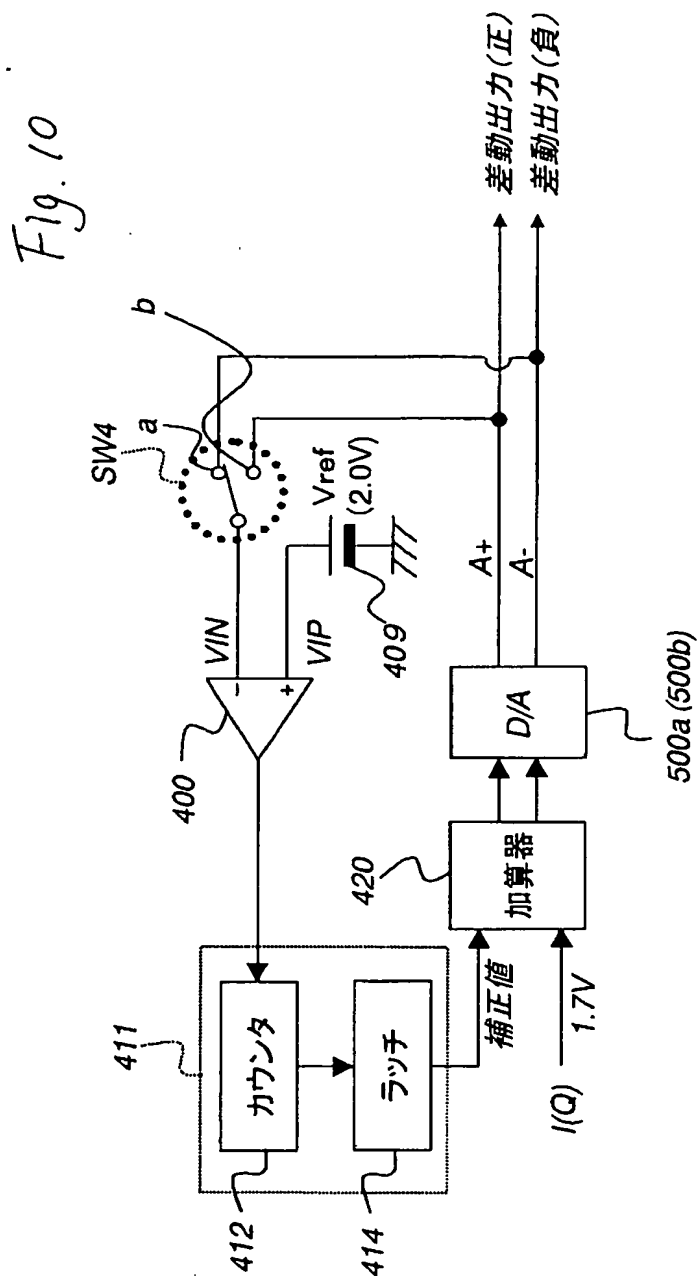 Fig. 10
SW4
a
b
VIN
VIP
Vref
(2.0V)
409
400
-
+
411
カウンタ
412
ラッチ
414
補正値
I(Q)
1.7V
420
加算器
D/A
500a (500b)
A+
A-
差動出力(正)
差動出力(負)